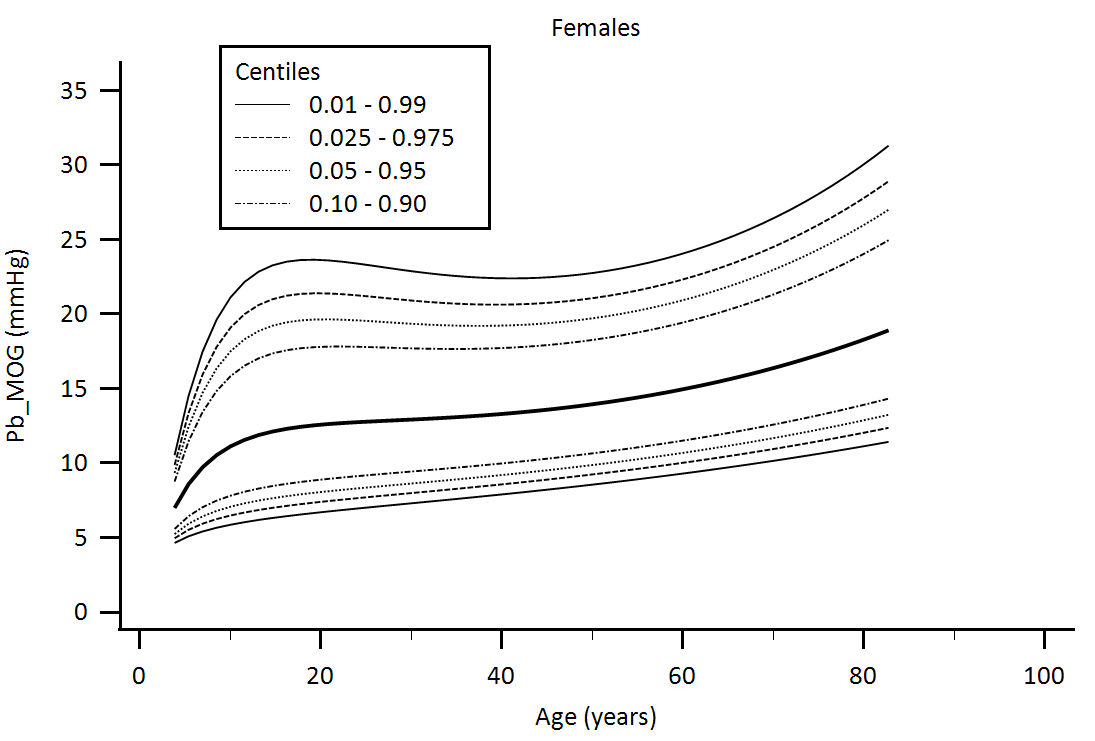 Females
Centiles
0.01 - 0.99
0.025 - 0.975
0.05 - 0.95
0.10 - 0.90
Pb_MOG (mmHg)
35
30
25
20
15
10
5
0
0 20 40 60 80 100
Age (years)